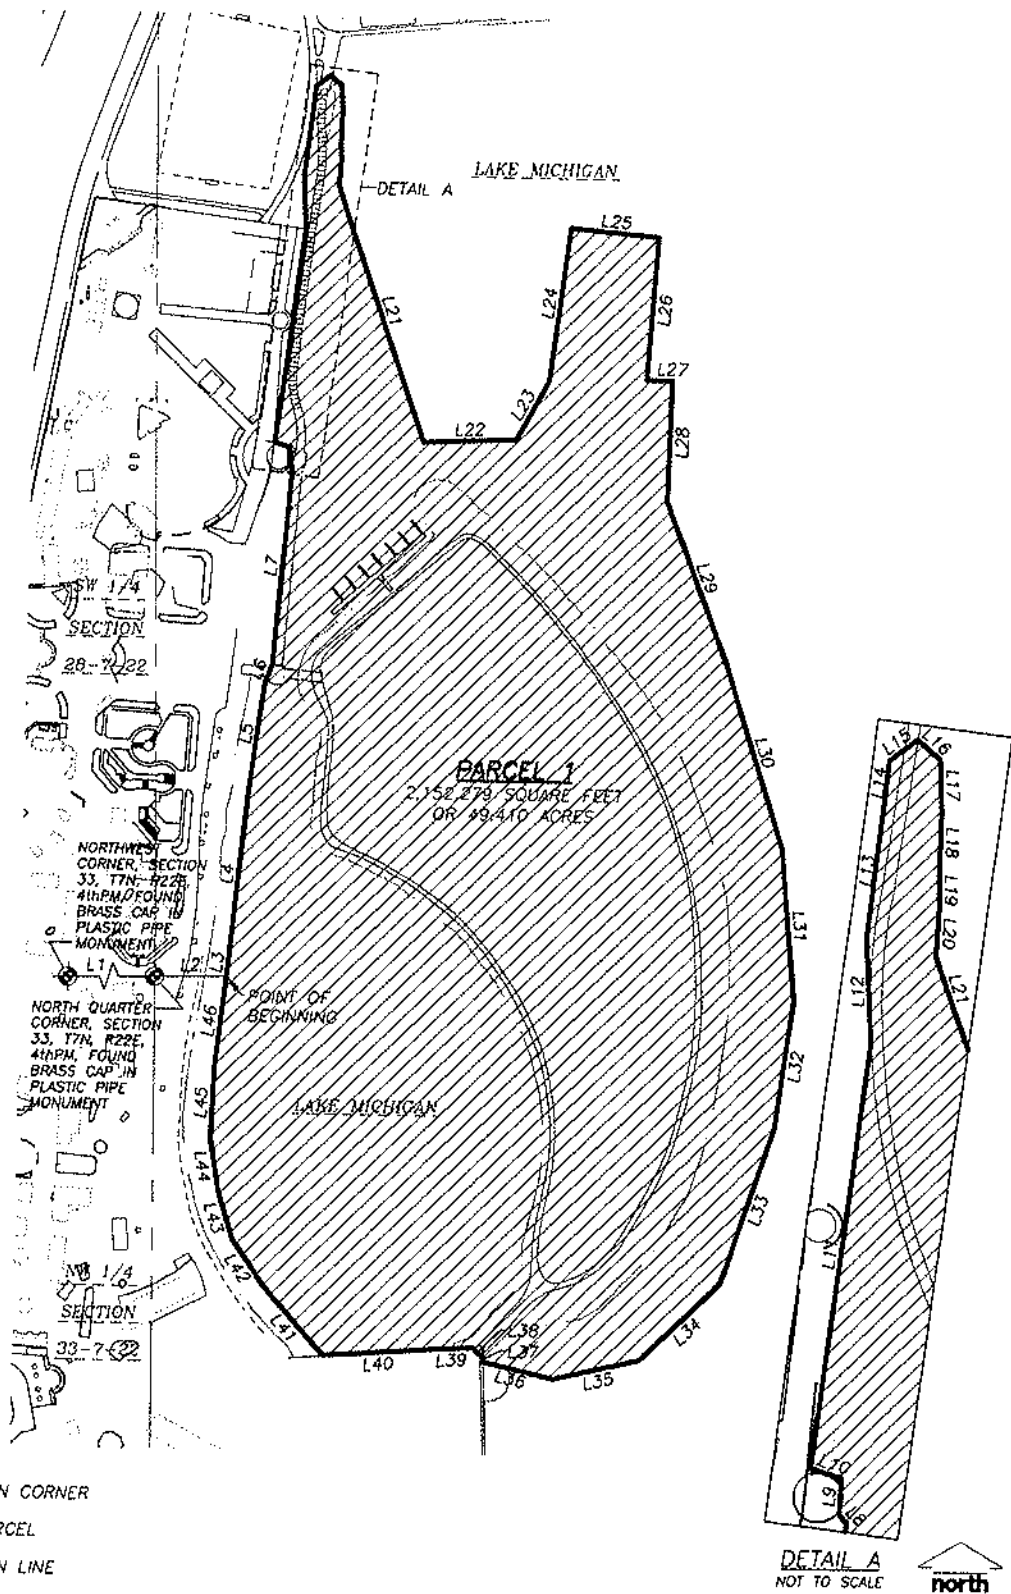 LAKE MICHIGAN
DETAIL A
L25
L24
L26
L21
L27
L23
L22
L28
L7
L29
SW 1/4
SECTION
28-7-22
L6
L5
L30
PARCEL 1
2,152,279 SQUARE FEET
OR 49.410 ACRES
NORTHWEST
CORNER, SECTION
33, T7N, R22E,
4thPM, FOUND
BRASS CAP IN
PLASTIC PIPE
MONUMENT
L4
L31
L1
L2
L3
POINT OF
BEGINNING
NORTH QUARTER
CORNER, SECTION
33, T7N, R22E,
4thPM, FOUND
BRASS CAP IN
PLASTIC PIPE
MONUMENT
L46
L45
LAKE MICHIGAN
L32
L44
L43
L33
L42
NW 1/4
SECTION
33-7-22
L41
L40
L39
L38
L37
L36
L35
L34
L15
L16
L14
L17
L13
L18
L19
L20
L12
L21
L11
L10
L9
L8
N CORNER
RCEL
N LINE
DETAIL A
NOT TO SCALE
north